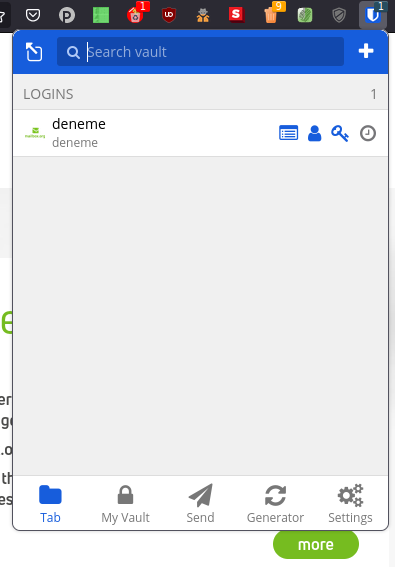 1
9
1
Search vault
LOGINS 1
deneme
deneme
e
er
ge
.o
th
es
Tab My Vault Send Generator Settings
more